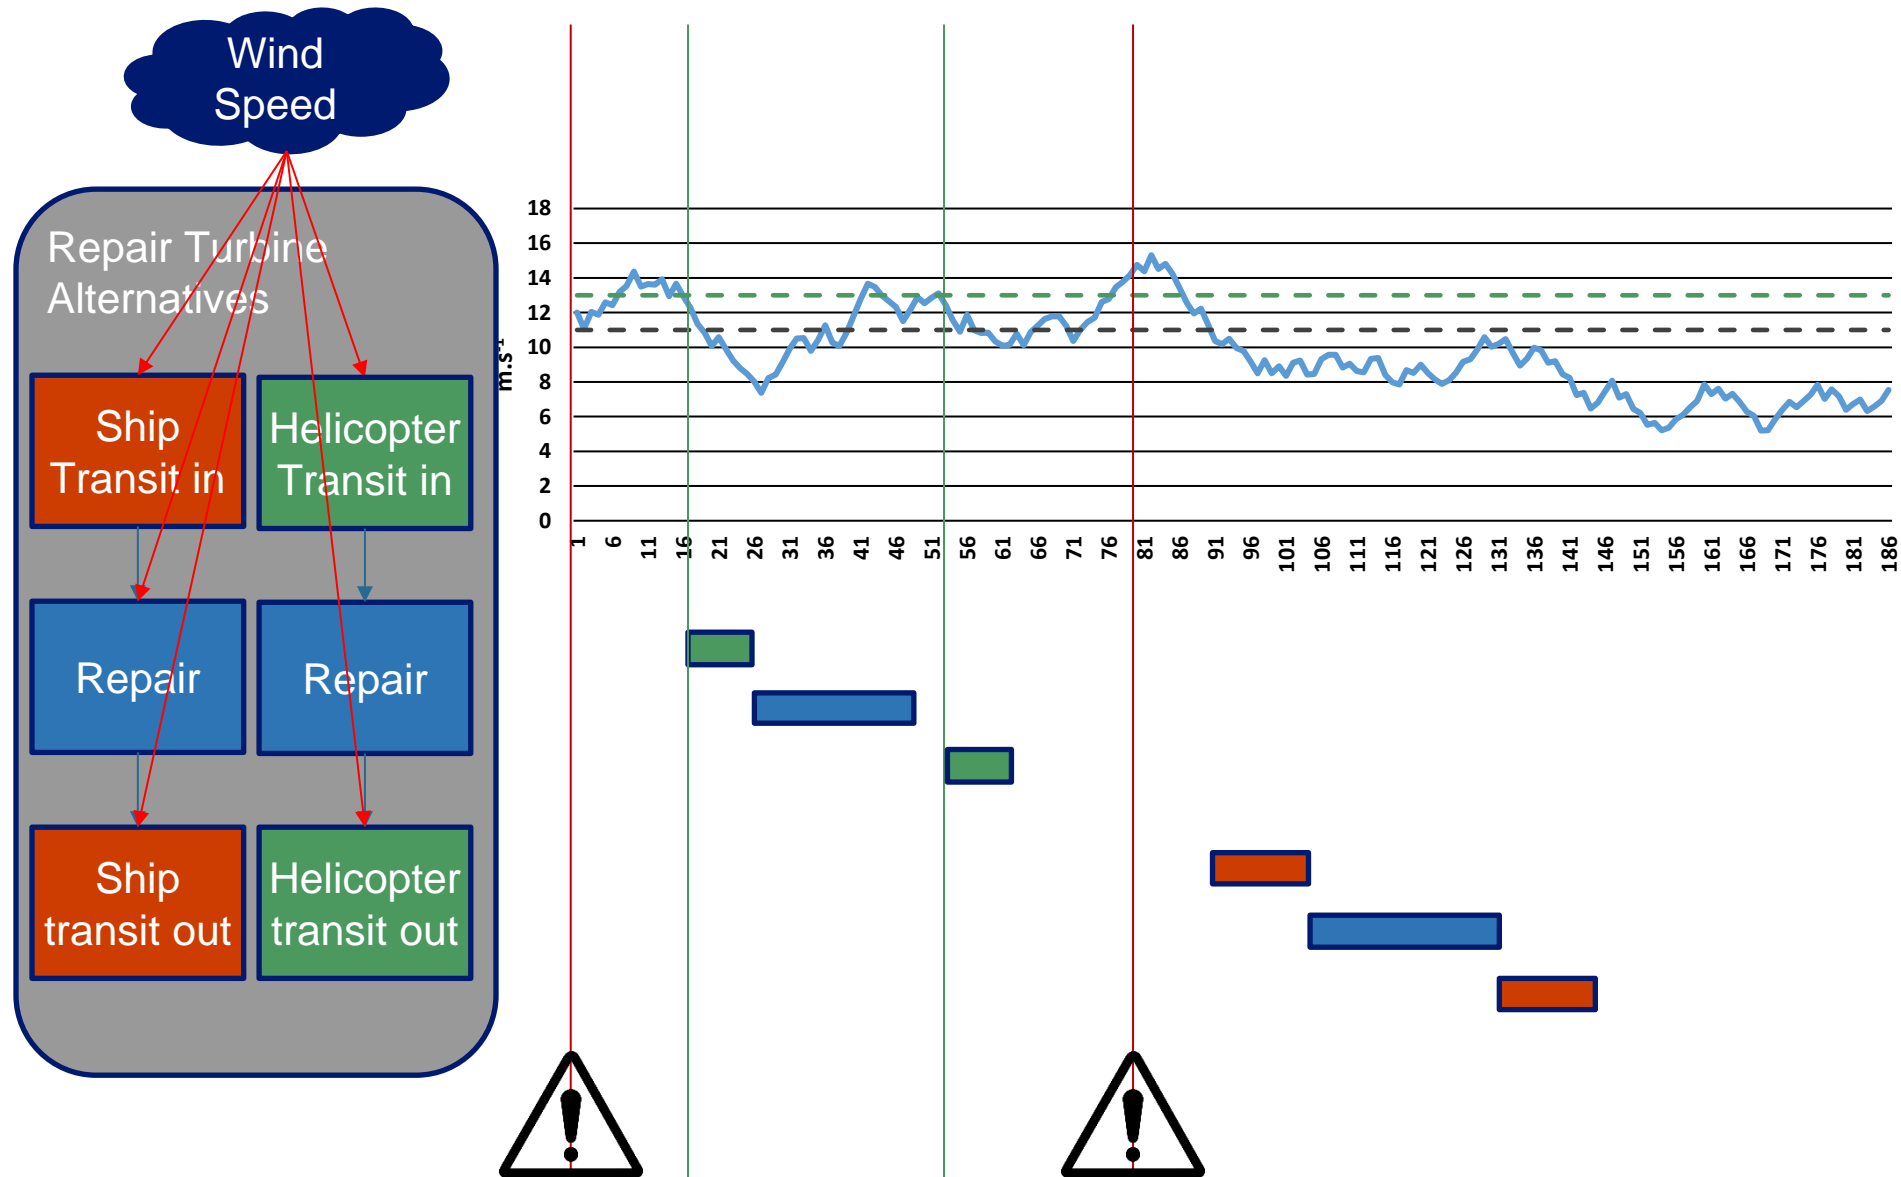 Wind
Speed
Repair Turbine
Alternatives
Ship
Transit in
Helicopter
Transit in
Repair
Repair
Ship
transit out
Helicopter
transit out
18
16
14
12
10
8
6
4
2
0
m.s-1
1 6 11 16 21 26 31 36 41 46 51 56 61 66 71 76 81 86 91 96 101 106 111 116 121 126 131 136 141 146 151 156 161 166 171 176 181 186